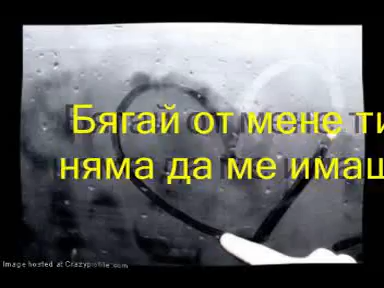 Бягай от мене ти
няма да ме имаш
Image hosted at Crazyprofile.com